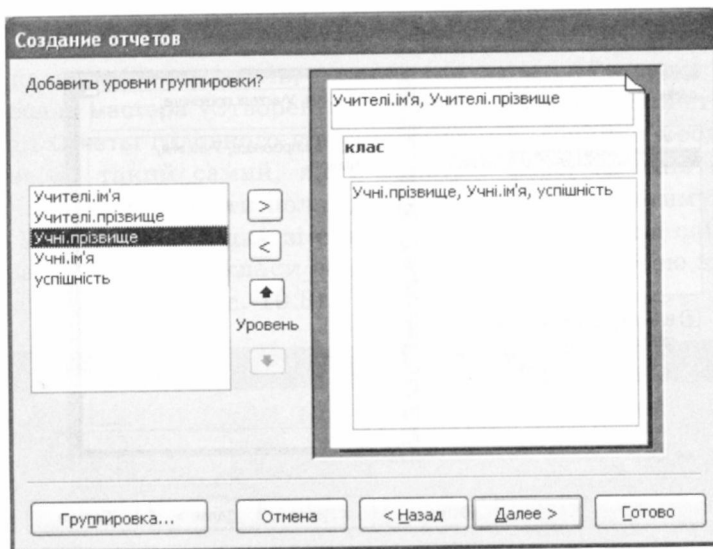 Создание отчетов
Добавить уровни группировки?
Учителі.ім'я
Учителі.прізвище
Учні.прізвище
Учні.ім'я
успішність
>
<
Уровень
Учителі.ім'я, Учителі.прізвище
клас
Учні.прізвище, Учні.ім'я, успішність
Группировка...
Отмена
< Назад
Далее >
Готово